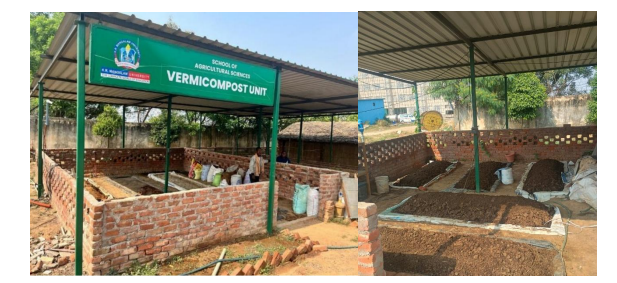 SCHOOL OF
AGRICULTURAL SCIENCES
VERMICOMPOST UNIT